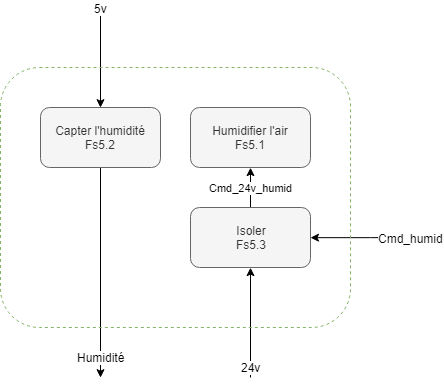 5v
Capter l'humidité
Fs5.2
Humidifier l'air
Fs5.1
Cmd_24v_humid
Isoler
Fs5.3
Cmd_humid
Humidité
24v